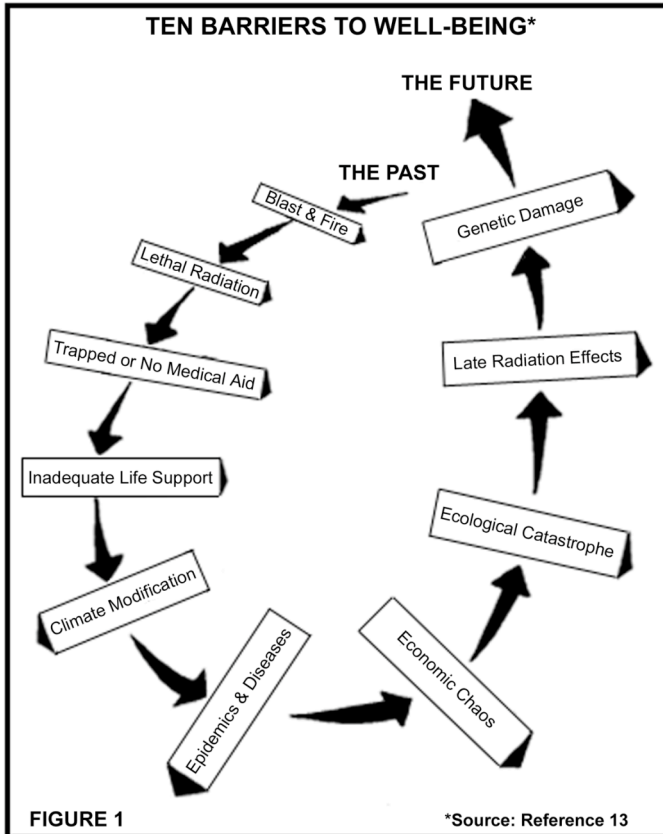 TEN BARRIERS TO WELL-BEING*
THE FUTURE
THE PAST
Blast & Fire
Lethal Radiation
Trapped or No Medical Aid
Inadequate Life Support
Climate Modification
Epidemics & Diseases
Economic Chaos
Ecological Catastrophe
Late Radiation Effects
Genetic Damage
FIGURE 1
*Source: Reference 13